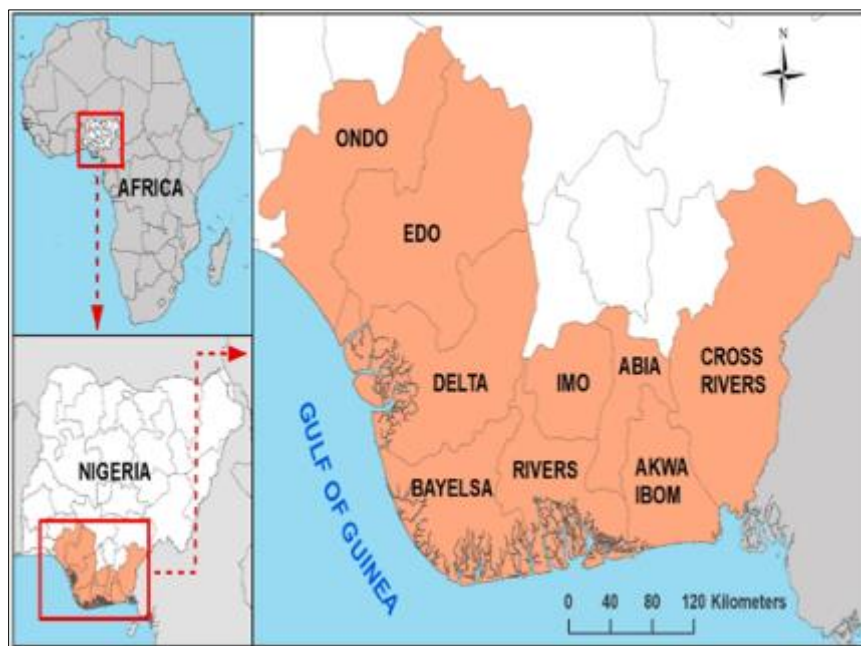 AFRICA
NIGERIA
N
ONDO
EDO
DELTA
IMO
ABIA
CROSS
RIVERS
BAYELSA
RIVERS
AKWA
IBOM
GULF OF GUINEA
0 40 80 120 Kilometers